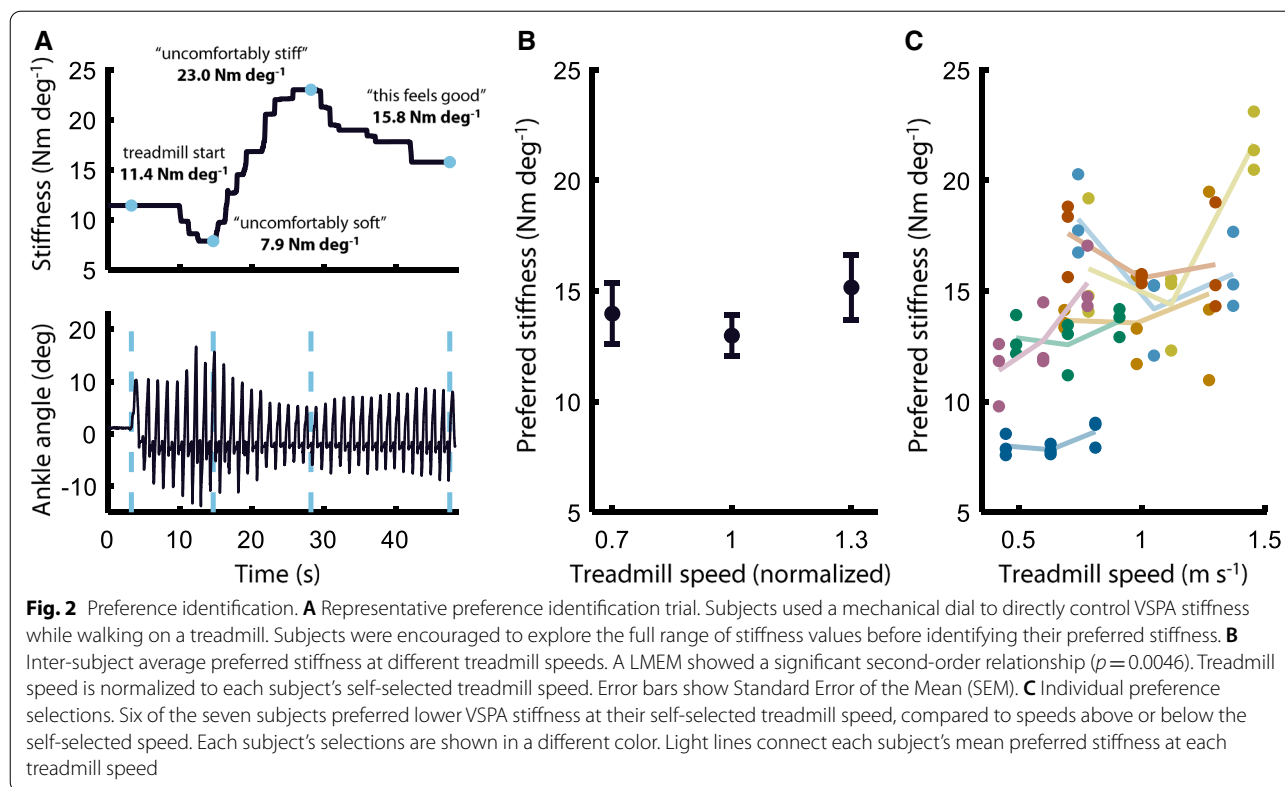 A
"uncomfortably stiff"
23.0 Nm deg⁻¹
"this feels good"
15.8 Nm deg⁻¹
treadmill start
11.4 Nm deg⁻¹
"uncomfortably soft"
7.9 Nm deg⁻¹
Stiffness (Nm deg⁻¹)
25
20
15
10
5
Ankle angle (deg)
20
10
0
-10
0 10 20 30 40
Time (s)
B
Preferred stiffness (Nm deg⁻¹)
25
20
15
10
5
0.7 1 1.3
Treadmill speed (normalized)
C
Preferred stiffness (Nm deg⁻¹)
25
20
15
10
5
0.5 1 1.5
Treadmill speed (m s⁻¹)
Fig. 2 Preference identification. A Representative preference identification trial. Subjects used a mechanical dial to directly control VSPA stiffness
while walking on a treadmill. Subjects were encouraged to explore the full range of stiffness values before identifying their preferred stiffness. B
Inter-subject average preferred stiffness at different treadmill speeds. A LMEM showed a significant second-order relationship (p = 0.0046). Treadmill
speed is normalized to each subject's self-selected treadmill speed. Error bars show Standard Error of the Mean (SEM). C Individual preference
selections. Six of the seven subjects preferred lower VSPA stiffness at their self-selected treadmill speed, compared to speeds above or below the
self-selected speed. Each subject's selections are shown in a different color. Light lines connect each subject's mean preferred stiffness at each
treadmill speed